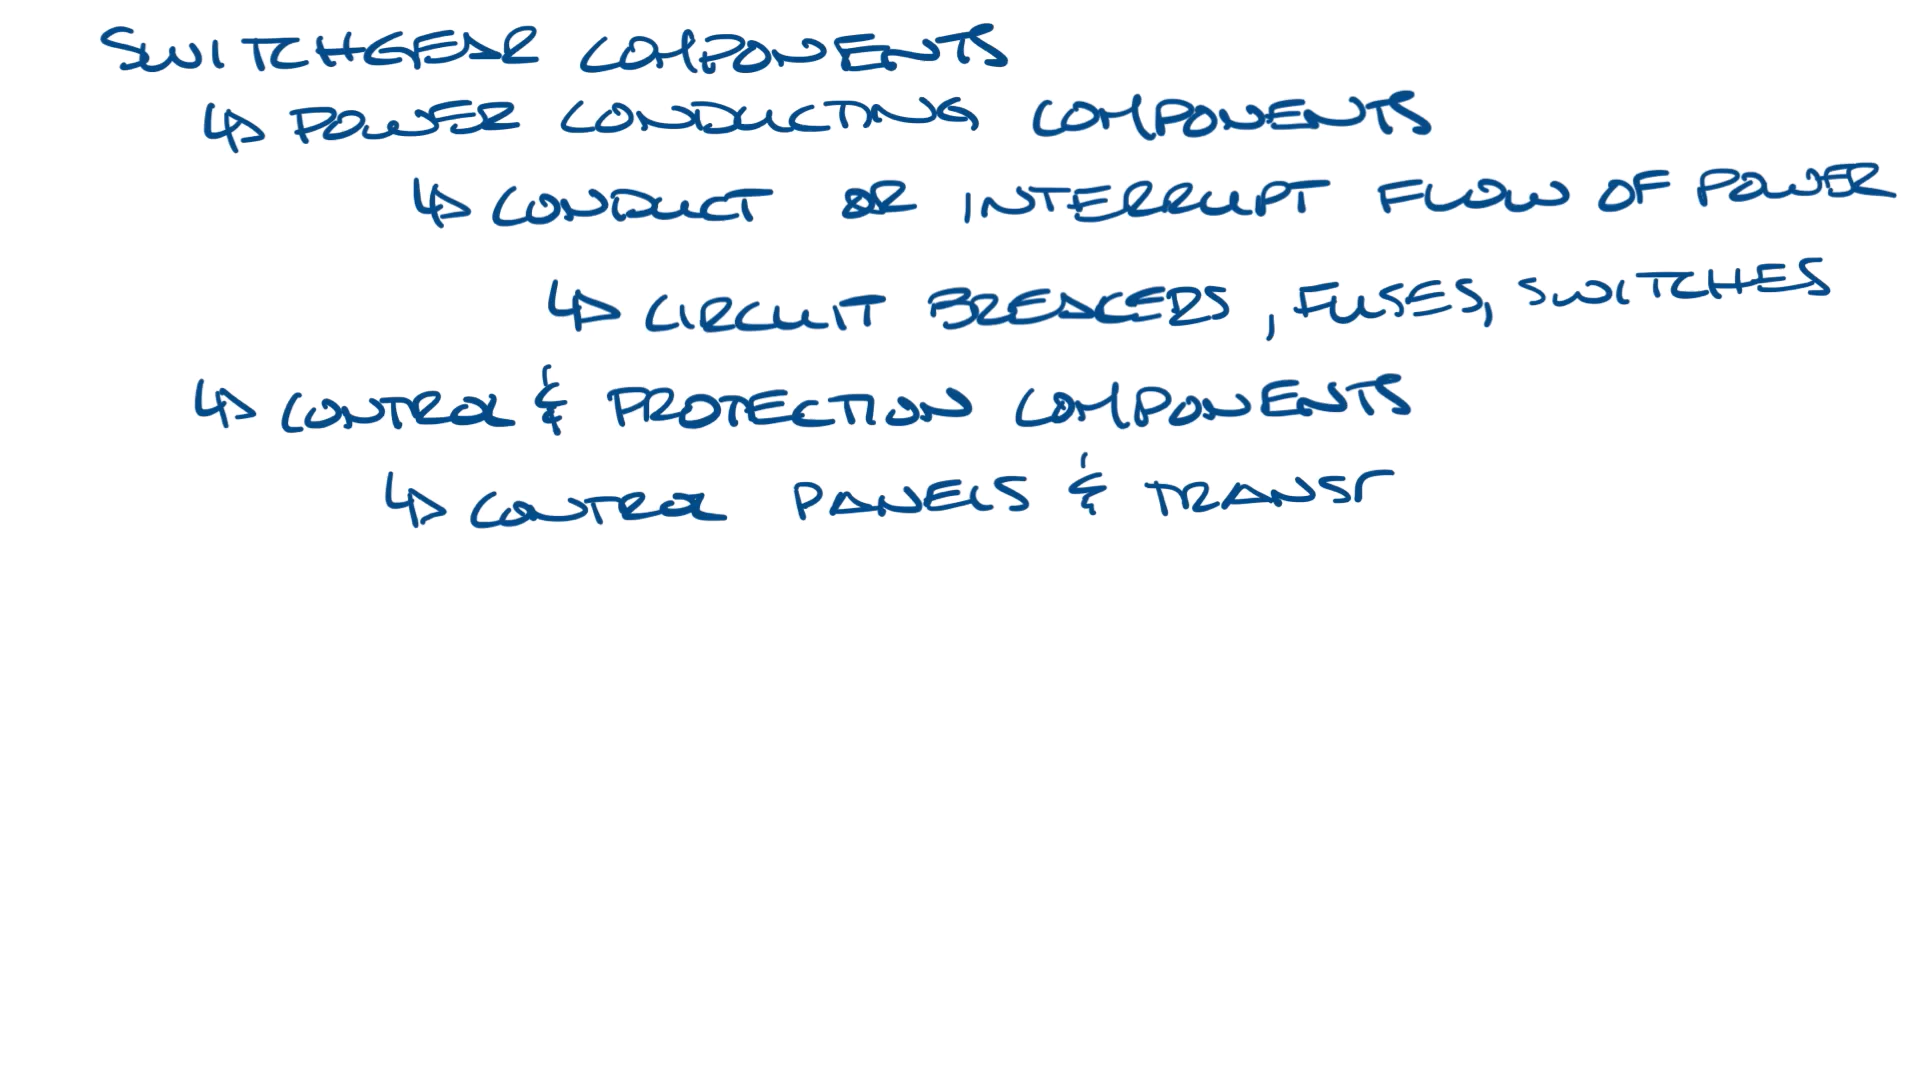 SWITCHGEAR COMPONENTS
↳ POWER CONDUCTING COMPONENTS
↳ CONDUCT OR INTERRUPT FLOW OF POWER
↳ CIRCUIT BREAKERS, FUSES, SWITCHES
↳ CONTROL & PROTECTION COMPONENTS
↳ CONTROL PANELS & TRANSF